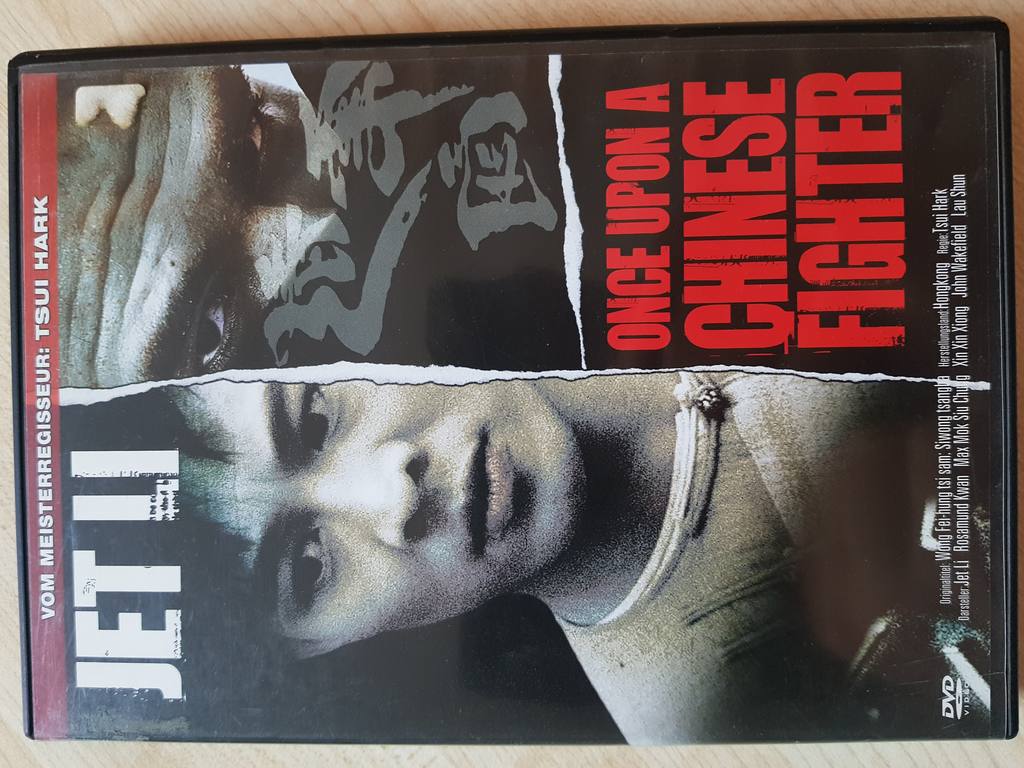 VOM MEISTERREGISSEUR: TSUI HARK
JET LI
ONCE UPON A
CHINESE
FIGHTER
Originaltitel: Wong Fei hung tsi sam: Siwong tsangba Herstellungsland: Hongkong Regie: Tsui Hark
Darsteller: Jet Li Rosamund Kwan Max Mok Siu Chung Xin Xin Xiong John Wakefield Lau Shun
DVD
VIDEO